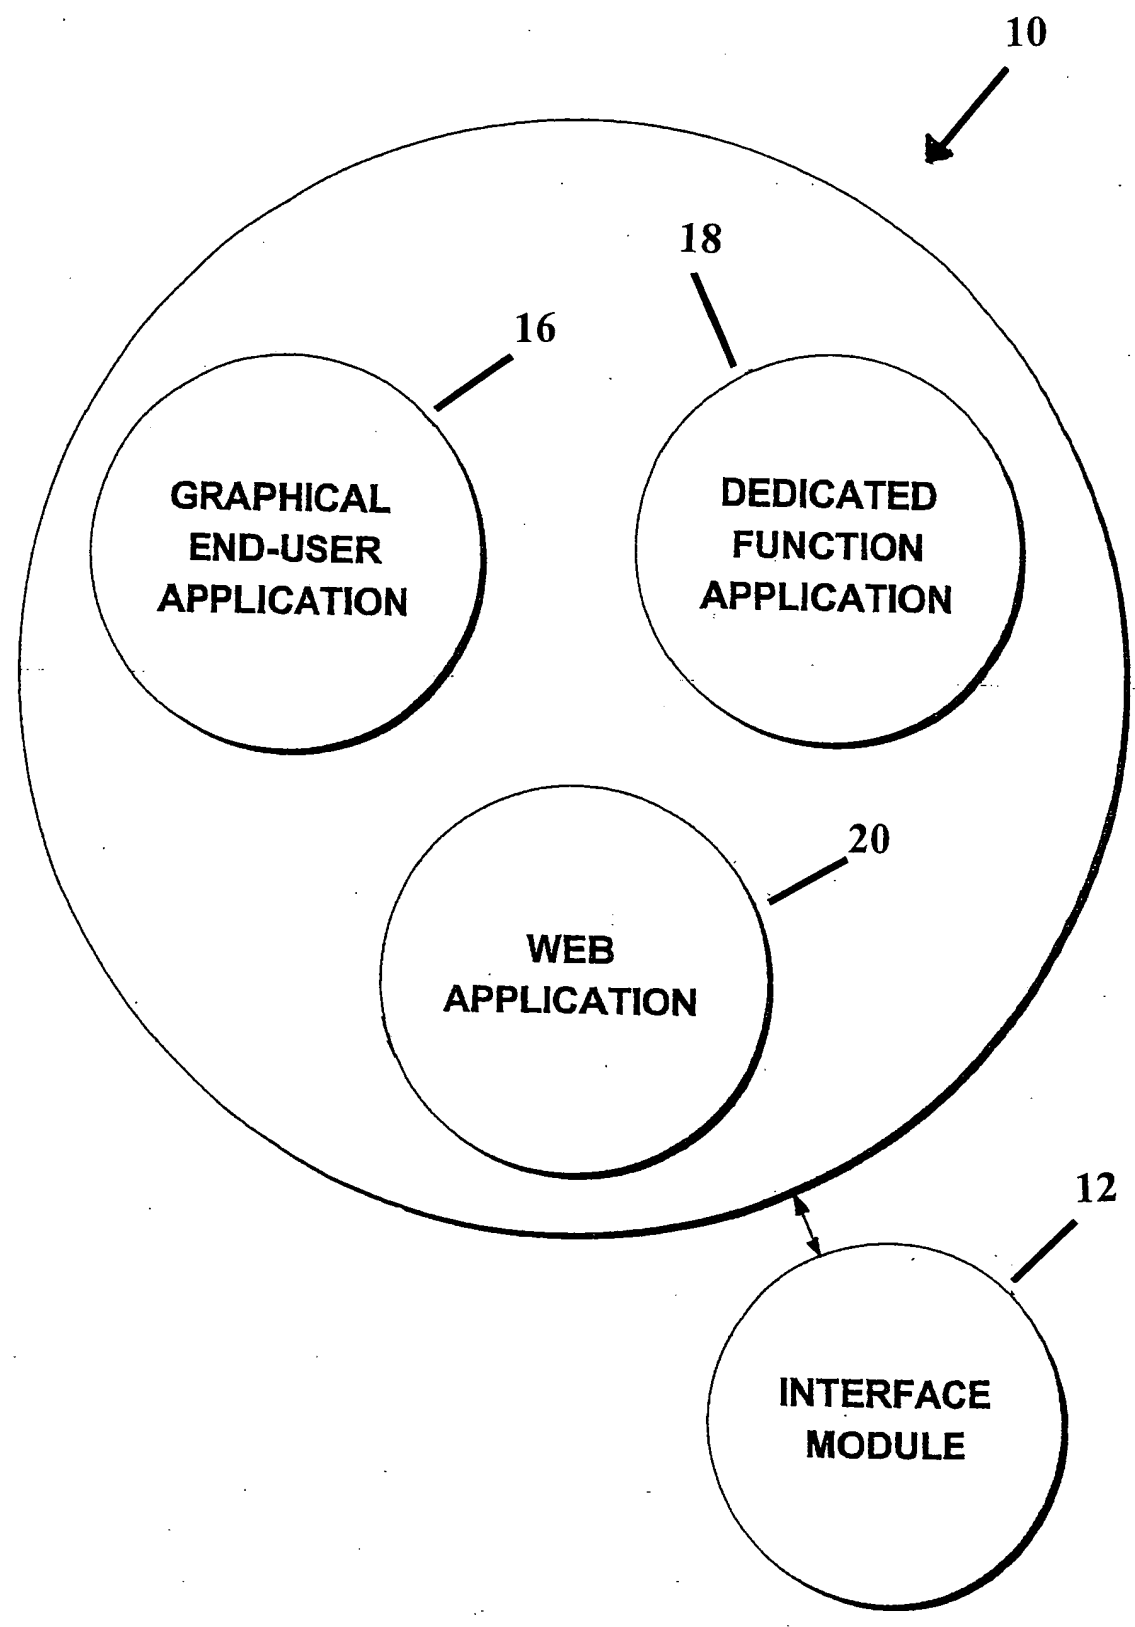 10
18
16
GRAPHICAL
END-USER
APPLICATION
DEDICATED
FUNCTION
APPLICATION
20
WEB
APPLICATION
12
INTERFACE
MODULE